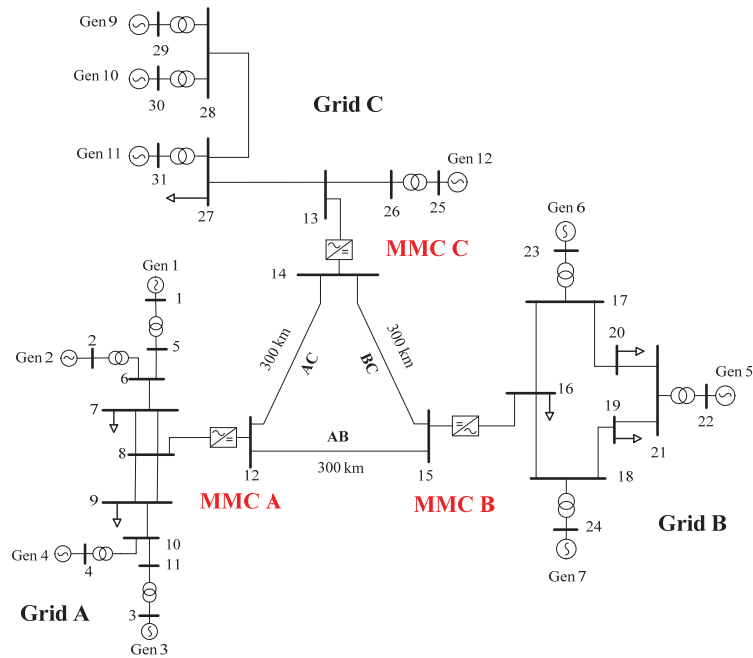 Gen 9
29
Gen 10
30
28
Grid C
Gen 11
31
27
13
26
25
Gen 12
MMC C
14
Gen 6
23
17
20
Gen 5
22
21
19
16
18
24
Gen 7
Grid B
Gen 1
1
2
5
Gen 2
6
7
8
9
10
11
Gen 4
4
3
Gen 3
Grid A
300 km
AC
300 km
BC
AB
300 km
12
15
MMC A
MMC B